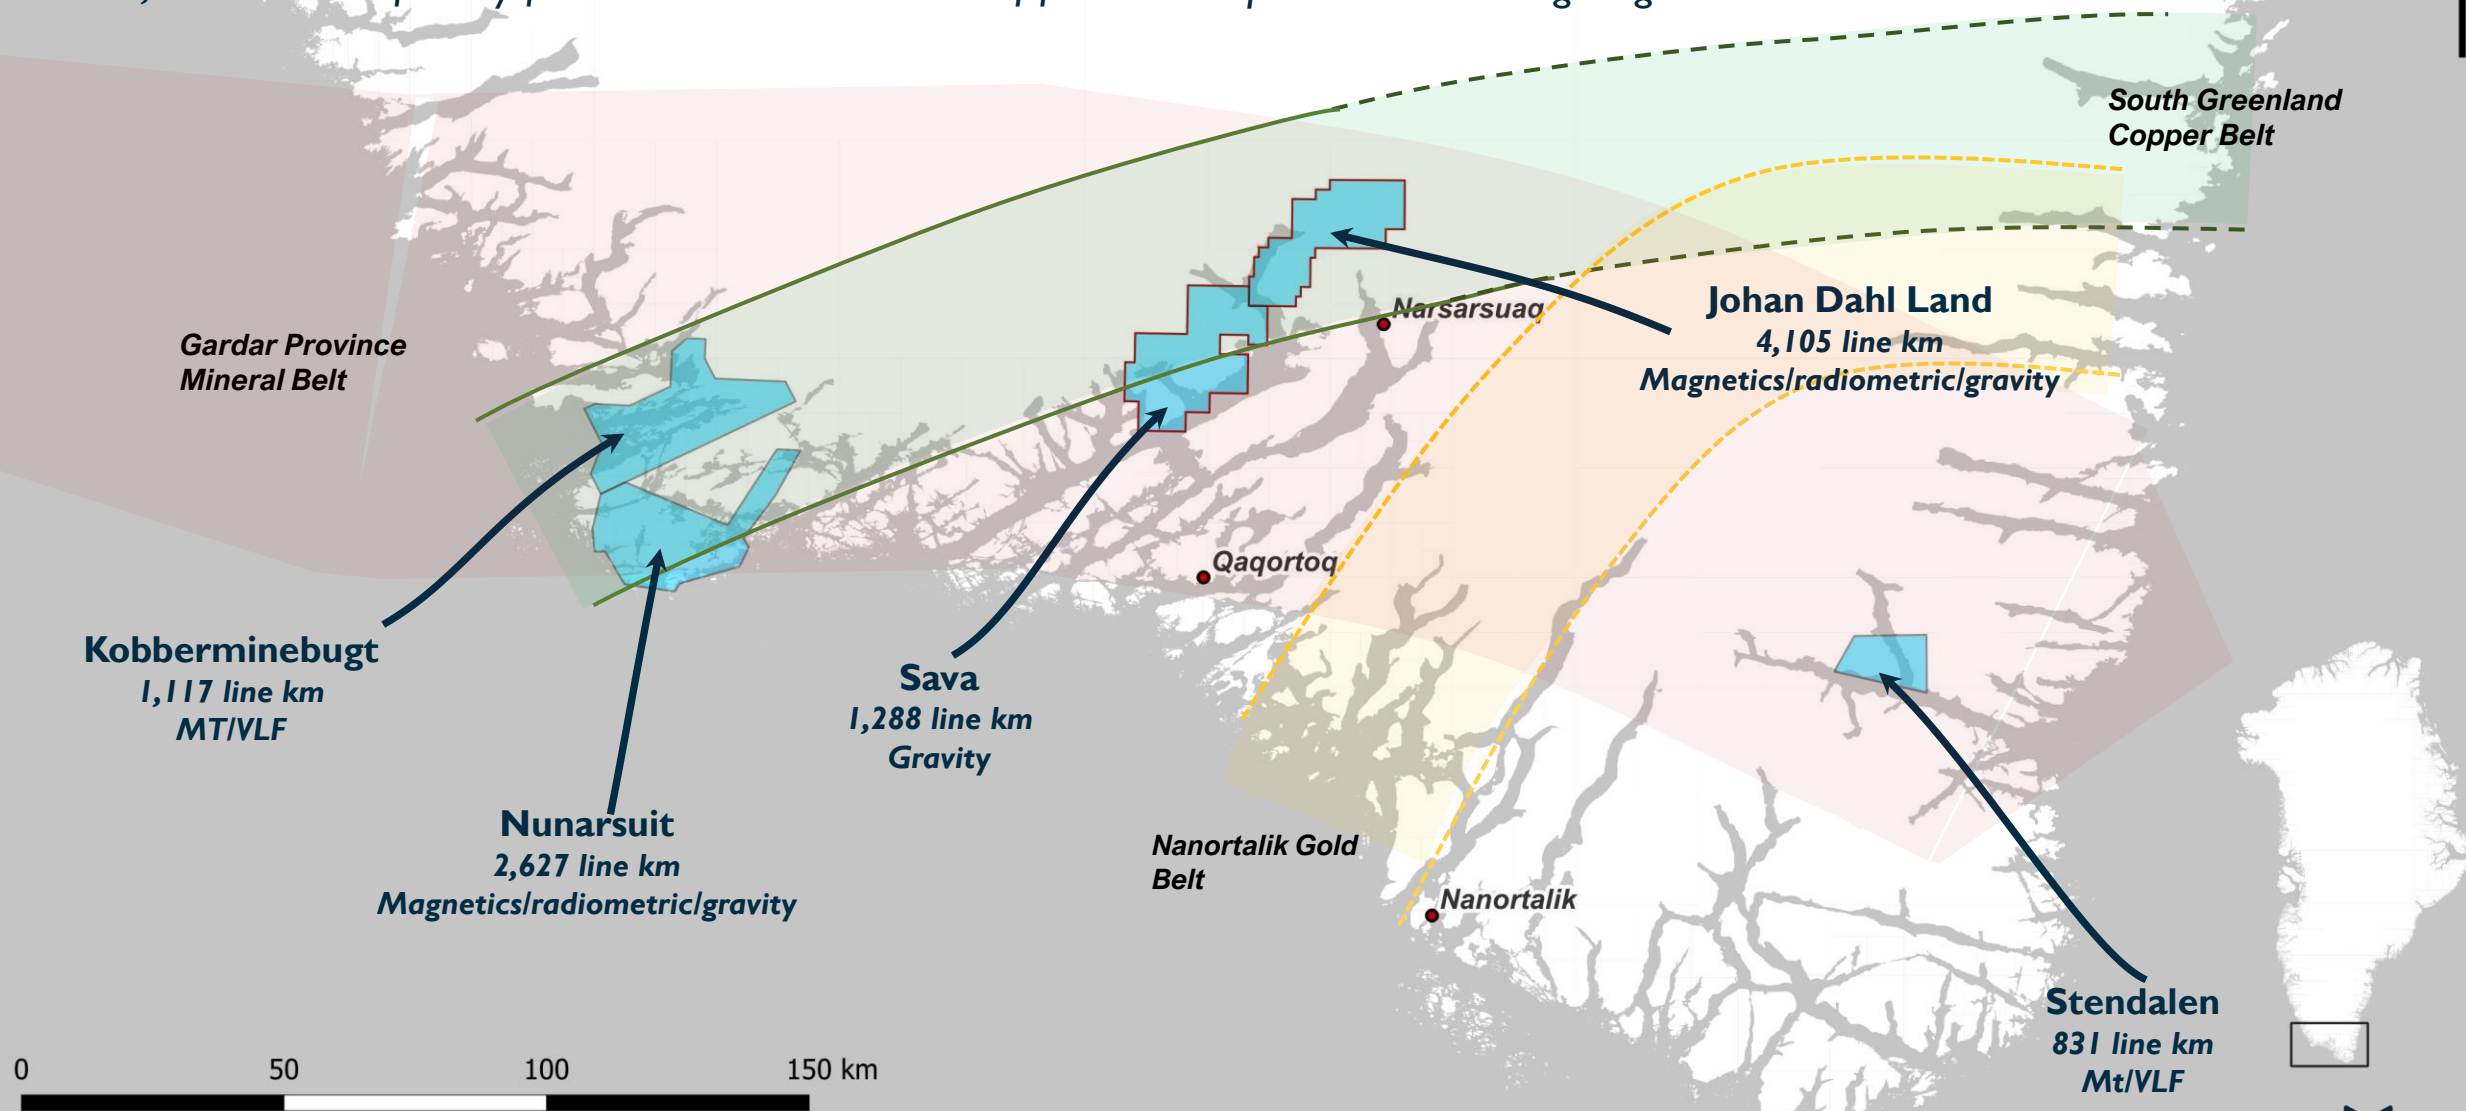 South Greenland
Copper Belt
Gardar Province
Mineral Belt
Narsarsuaq
Johan Dahl Land
4,105 line km
Magnetics/radiometric/gravity
Qaqortoq
Kobberminebugt
1,117 line km
MT/VLF
Sava
1,288 line km
Gravity
Nunarsuit
2,627 line km
Magnetics/radiometric/gravity
Nanortalik Gold
Belt
Nanortalik
Stendalen
831 line km
Mt/VLF
0 50 100 150 km